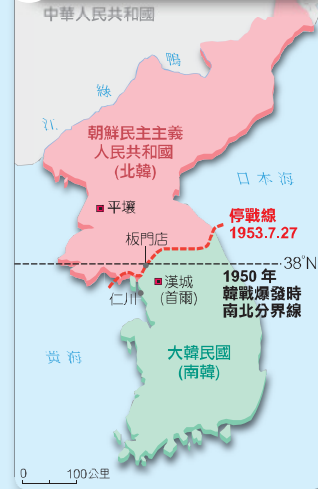 中華人民共和國
鴨
綠
江
朝鮮民主主義
人民共和國
(北韓)
日本海
平壤
停戰線
1953.7.27
板門店
38°N
仁川
漢城
(首爾)
1950 年
韓戰爆發時
南北分界線
黃海
大韓民國
(南韓)
0 100公里